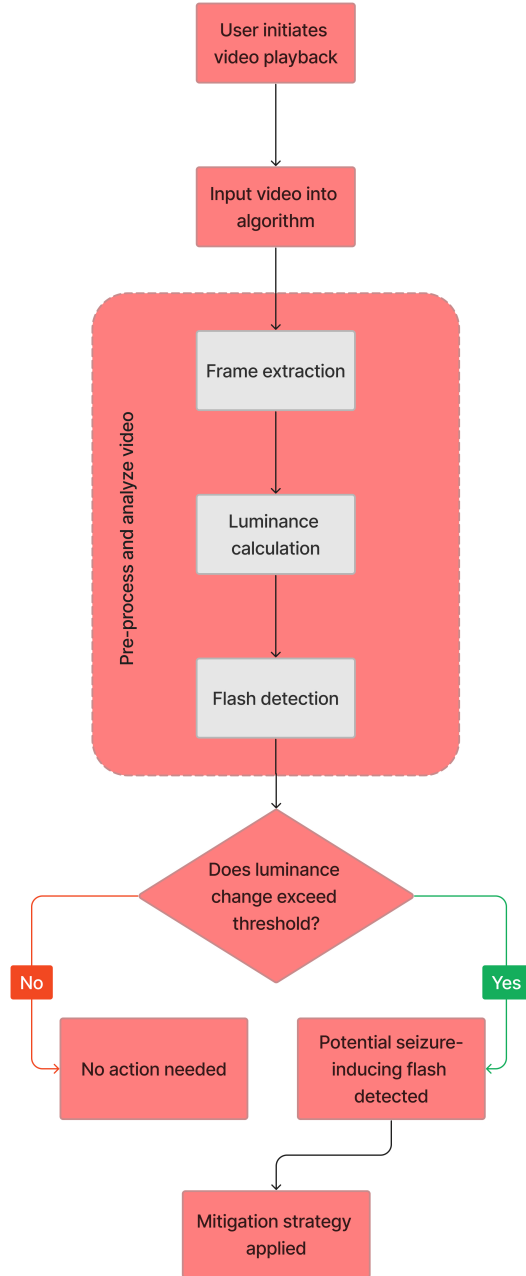 User initiates
video playback
Input video into
algorithm
Pre-process and analyze video
Frame extraction
Luminance
calculation
Flash detection
Does luminance
change exceed
threshold?
No
Yes
No action needed
Potential seizure-
inducing flash
detected
Mitigation strategy
applied